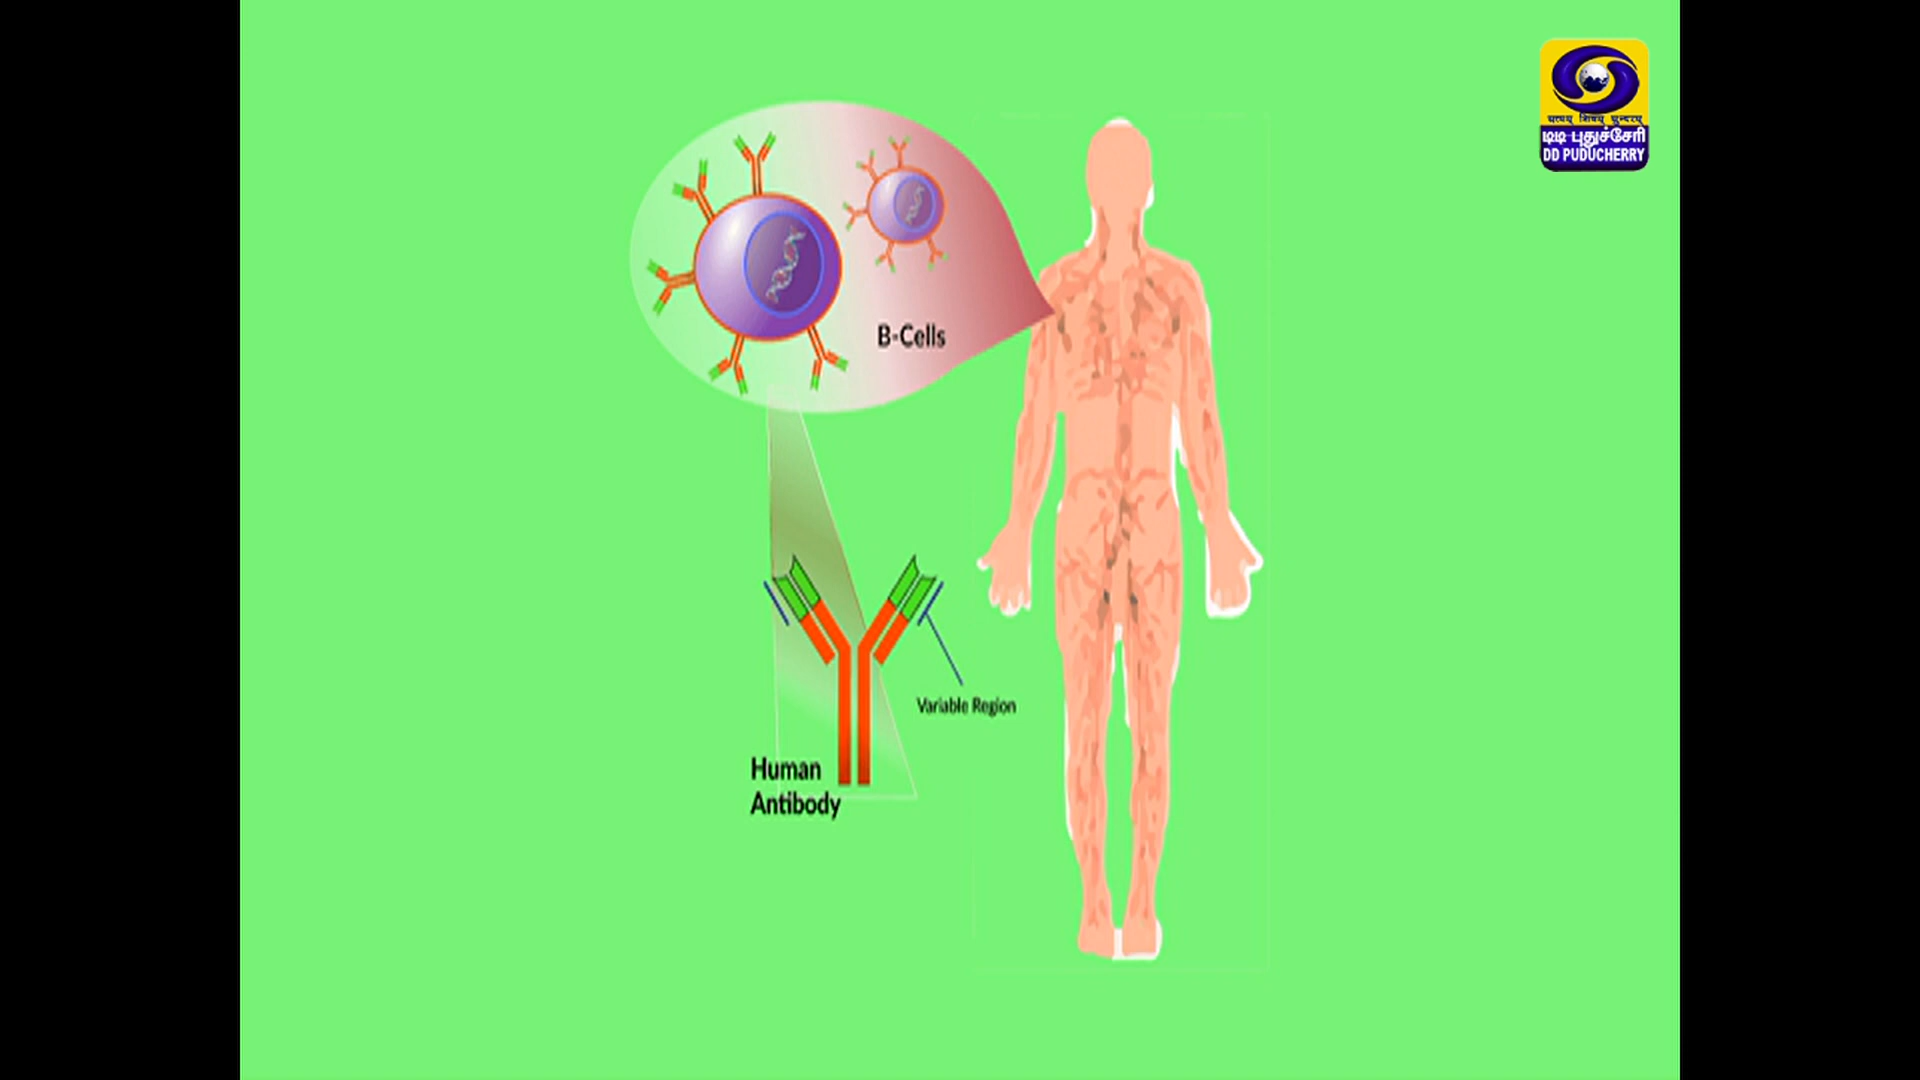 सत्यम् शिवम् सुन्दरम्
டிடி புதுச்சேரி
DD PUDUCHERRY
B-Cells
Variable Region
Human
Antibody